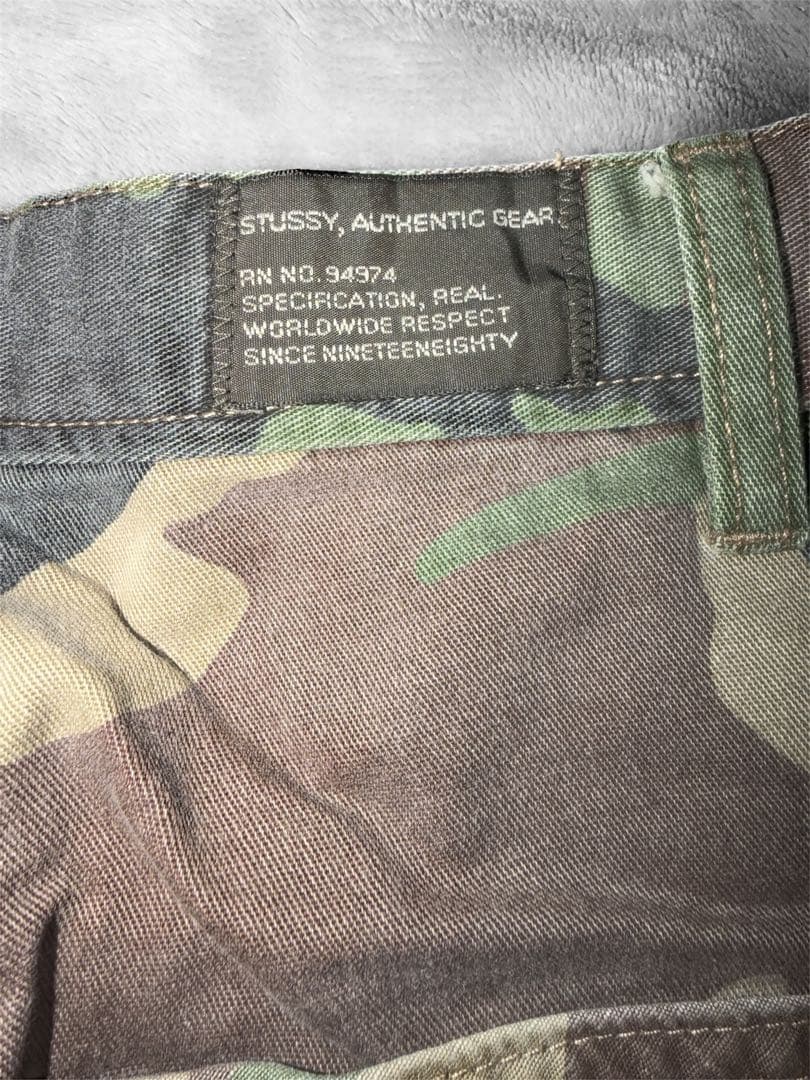 STUSSY, AUTHENTIC GEAR.
RN NO. 94974
SPECIFICATION, REAL.
WORLDWIDE RESPECT
SINCE NINETEENEIGHTY